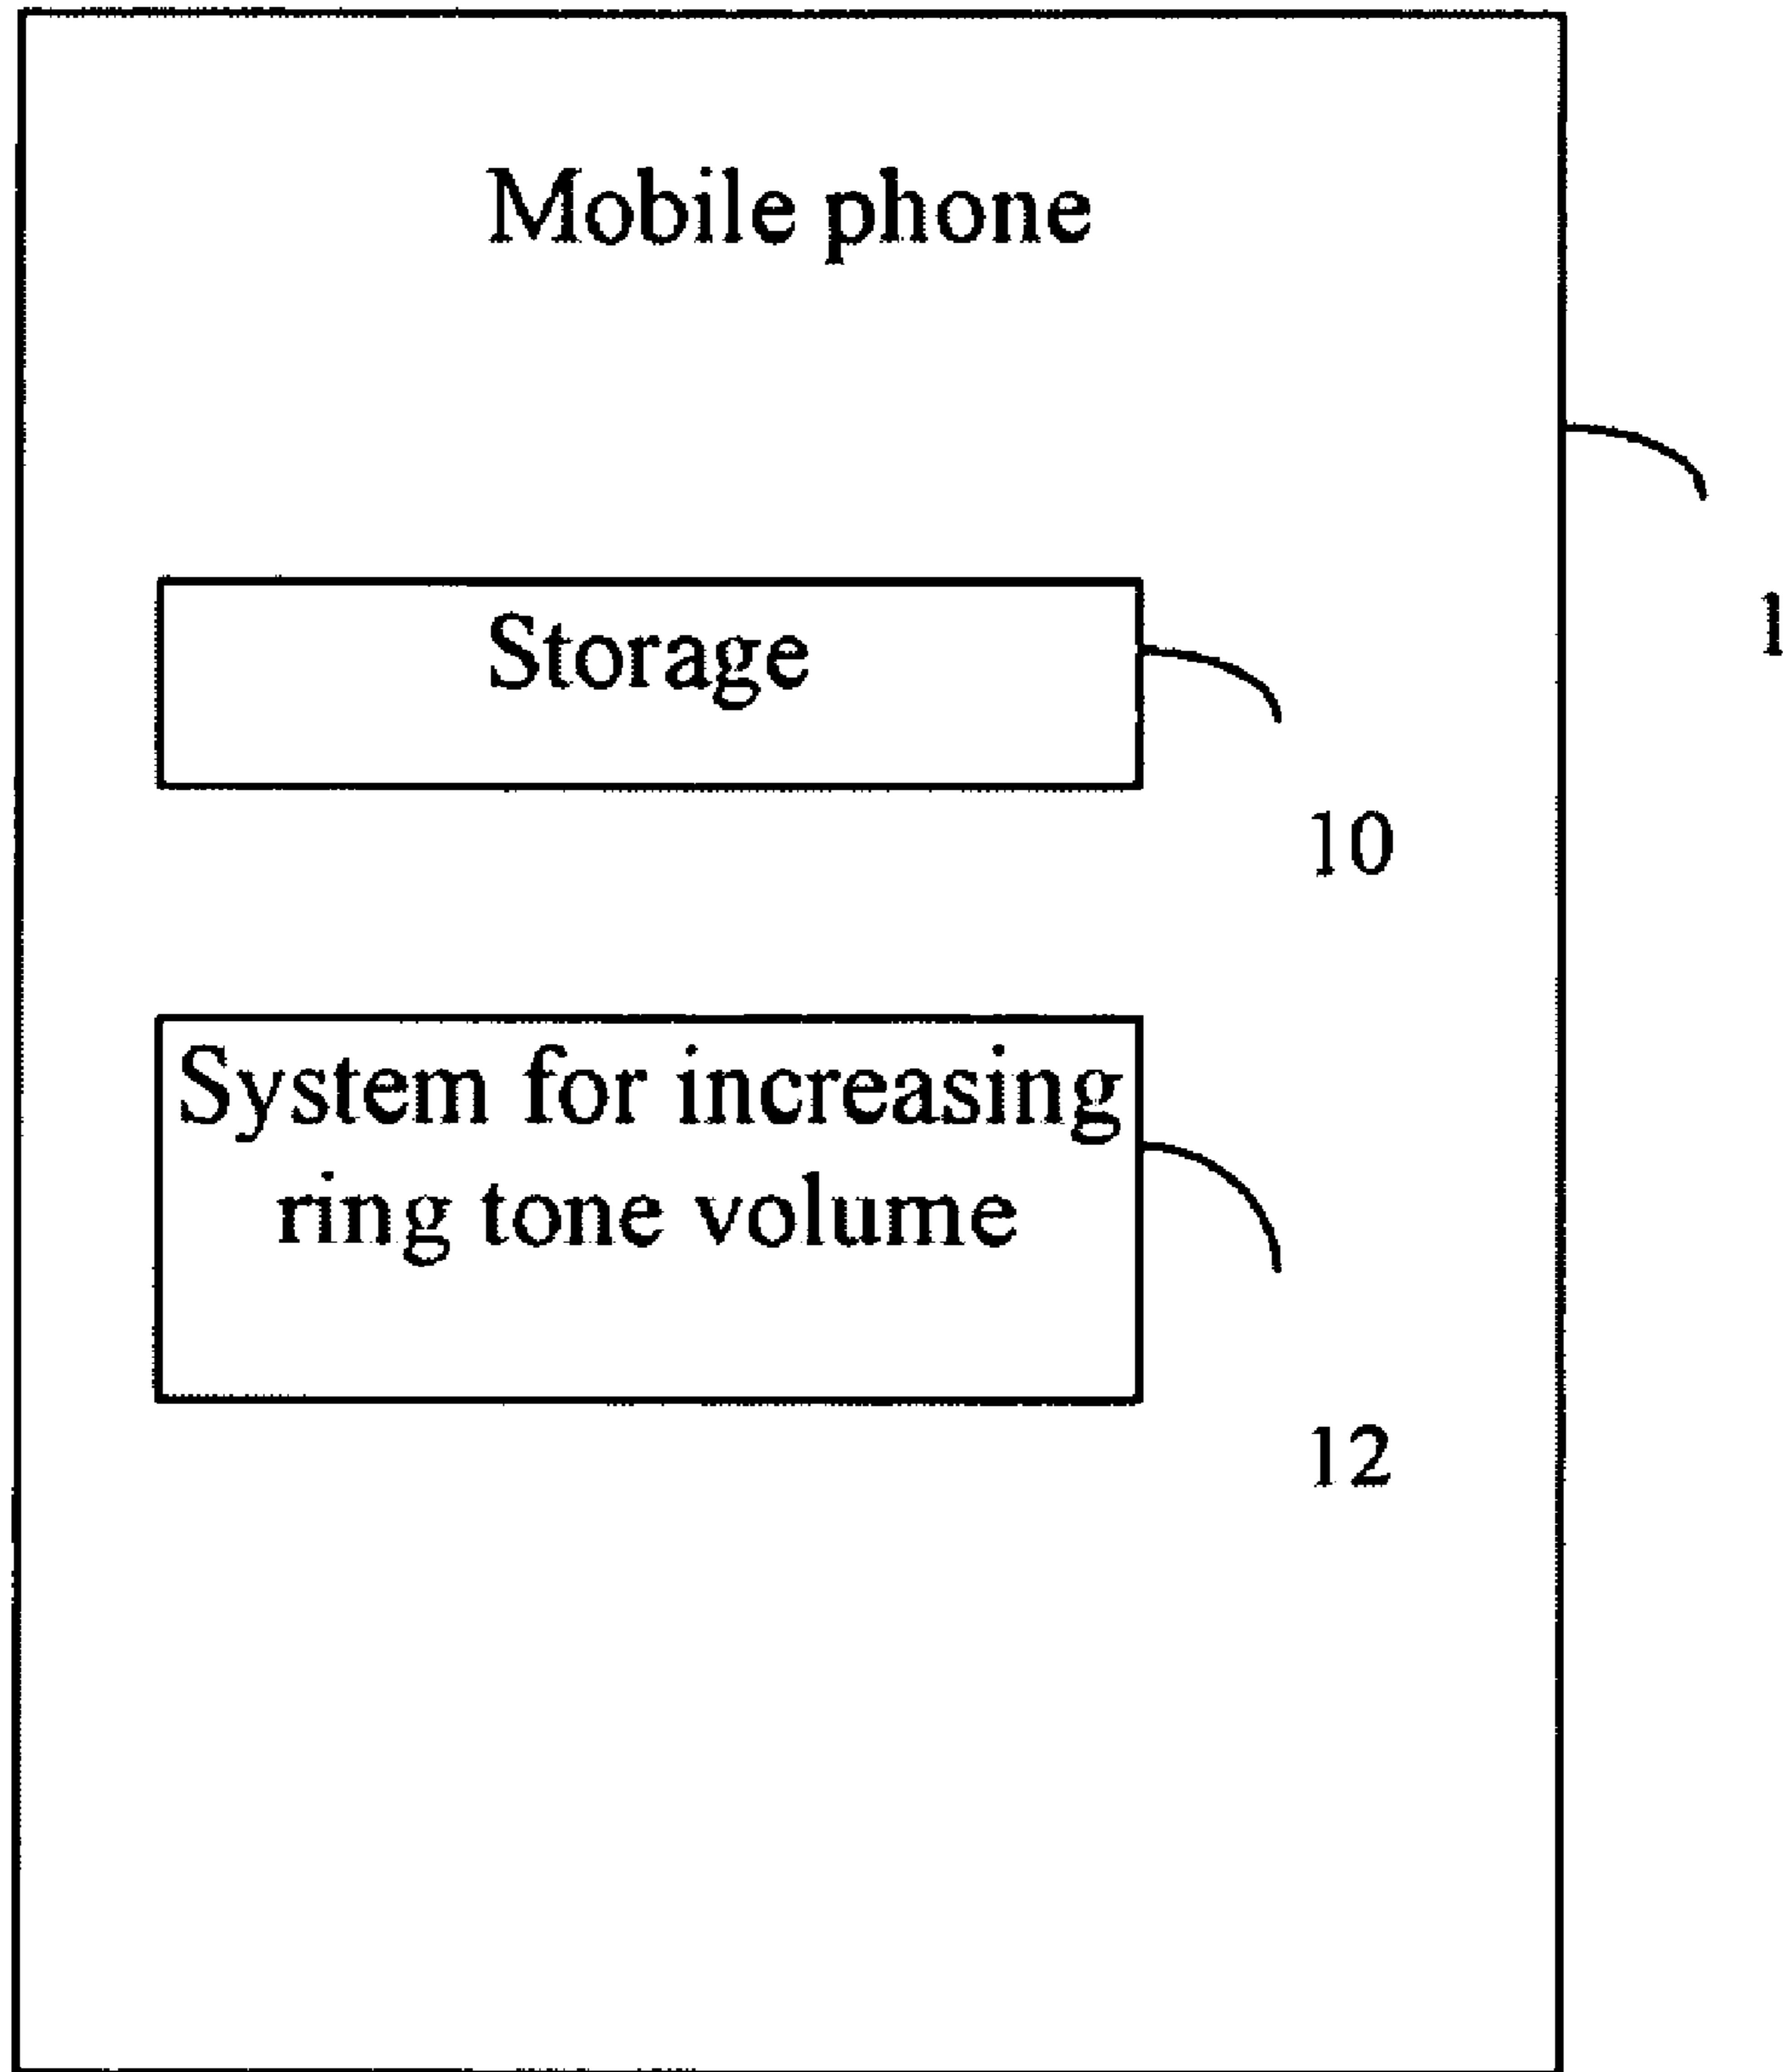 Mobile phone
1
Storage
10
System for increasing
ring tone volume
12